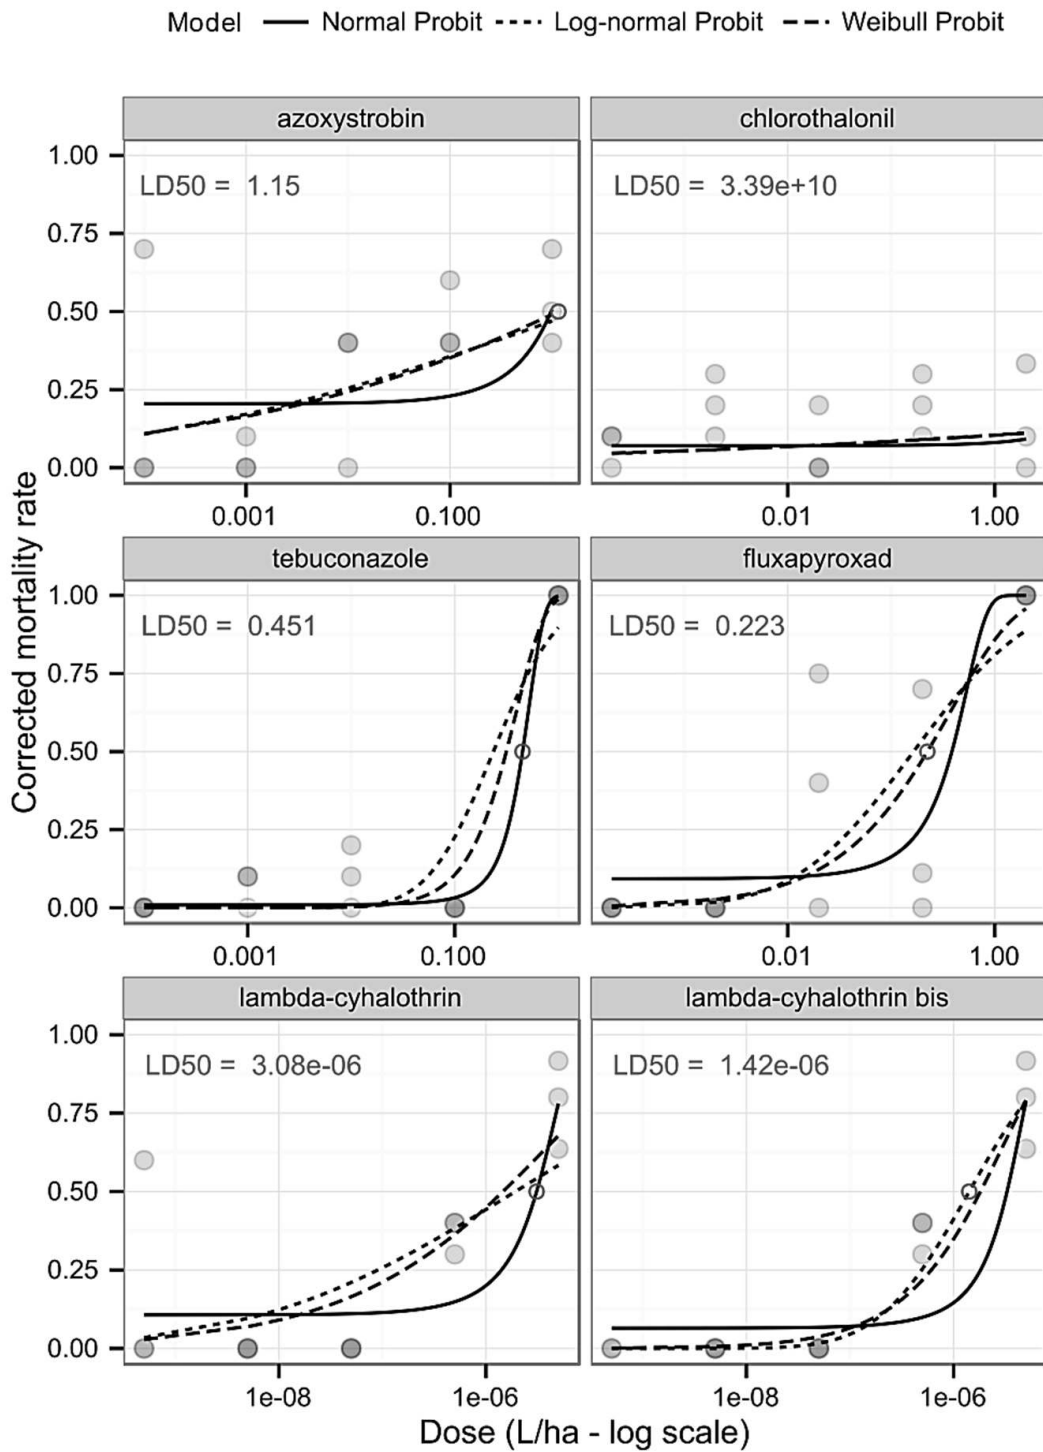 Model Normal Probit Log-normal Probit Weibull Probit
azoxystrobin chlorothalonil
1.00
LD50 = 1.15 LD50 = 3.39e+10
0.75
0.50
0.25
0.00
0.001 0.100 0.01 1.00
tebuconazole fluxapyroxad
1.00
LD50 = 0.451 LD50 = 0.223
0.75
0.50
0.25
0.00
0.001 0.100 0.01 1.00
lambda-cyhalothrin lambda-cyhalothrin bis
1.00
LD50 = 3.08e-06 LD50 = 1.42e-06
0.75
0.50
0.25
0.00
1e-08 1e-06 1e-08 1e-06
Corrected mortality rate
Dose (L/ha - log scale)